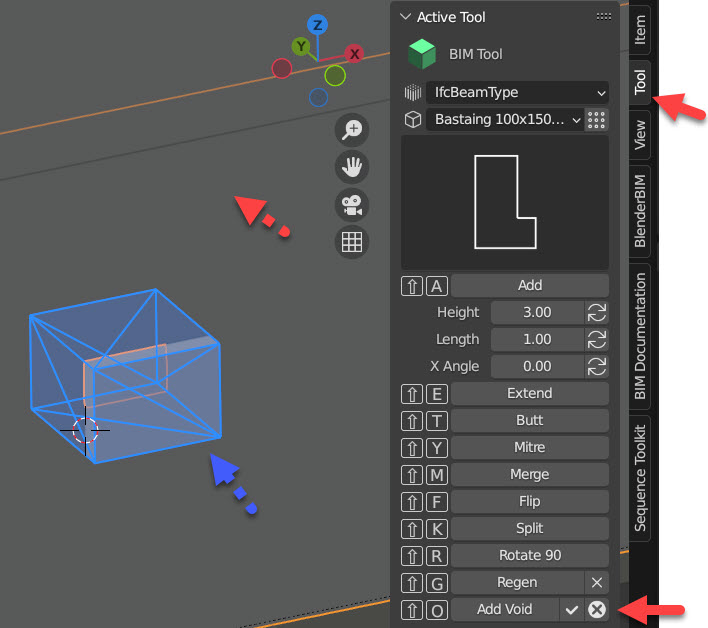 Z
Y
X
Active Tool
BIM Tool
IfcBeamType
Bastaing 100x150...
A Add
Height 3.00
Length 1.00
X Angle 0.00
E Extend
T Butt
Y Mitre
M Merge
F Flip
K Split
R Rotate 90
G Regen
O Add Void
Item
Tool
View
BlenderBIM
BIM Documentation
Sequence Toolkit